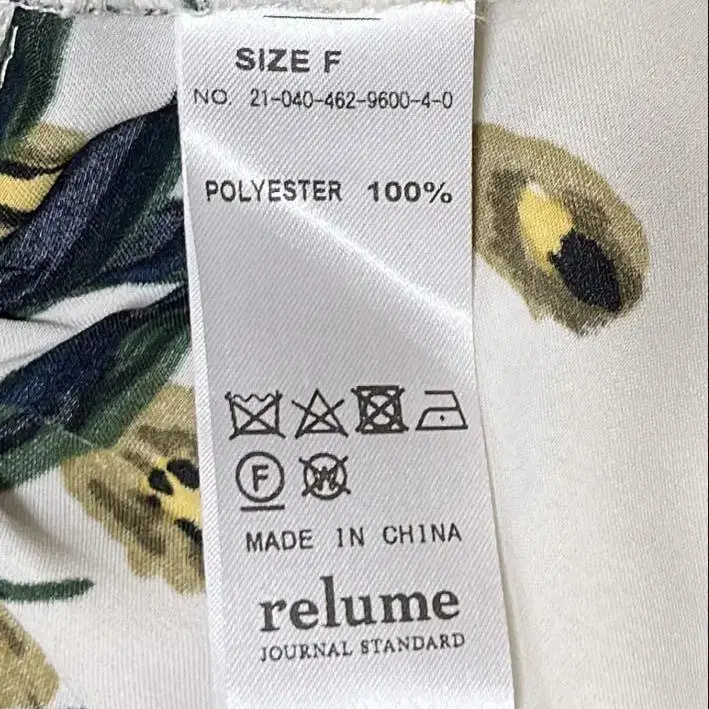 SIZE F
NO. 21-040-462-9600-4-0
POLYESTER 100%
F W
MADE IN CHINA
relume
JOURNAL STANDARD